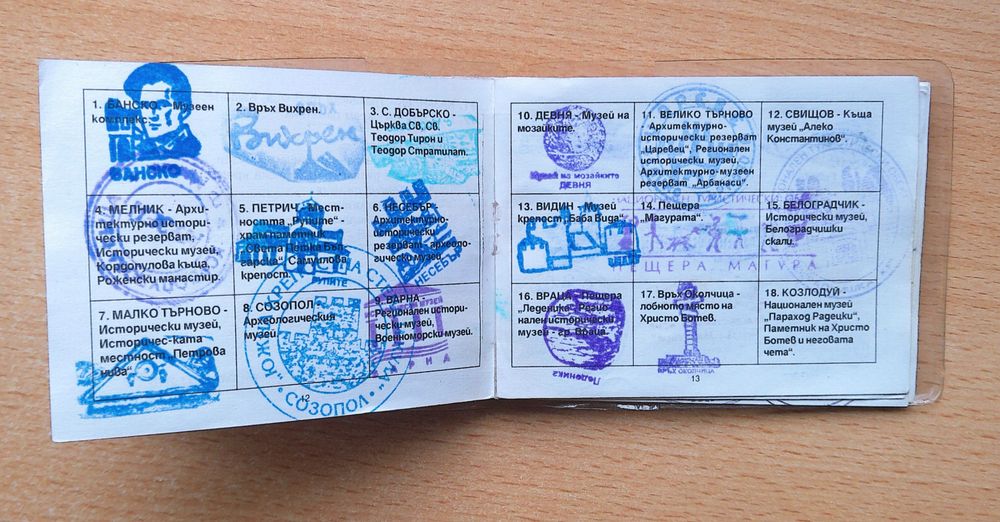 1. БАНСКО - Музеен
комплекс.
БАНСКО
2. Връх Вихрен.
Вихрен
3. С. ДОБЪРСКО -
Църква Св. Св.
Теодор Тирон и
Теодор Стратилат.
4. МЕЛНИК - Архи-
тектурно истори-
чески резерват,
Исторически музей,
Кордопулова къща,
Роженски манастир.
5. ПЕТРИЧ - Мест-
ността „Рупите“ -
храм паметник
„Света Петка Бъл-
гарска“, Самуилова
крепост.
РУПИТЕ
6. НЕСЕБЪР -
Архитектурно-
исторически
резерват, археоло-
гически музей.
НЕСЕБЪР
7. МАЛКО ТЪРНОВО -
Исторически музей,
Историчес-ката
местност „Петрова
нива“.
8. СОЗОПОЛ -
Археологическия
музей.
СОЗОПОЛ
9. ВАРНА -
Регионален истори-
чески музей,
Военноморски музей.
МУЗЕЙ
ВАРНА
12
10. ДЕВНЯ - Музей на
мозайките.
Музей на мозайките
ДЕВНЯ
11. ВЕЛИКО ТЪРНОВО
- Архитектурно-
исторически резерват
„Царевец“, Регионален
исторически музей,
Архитектурно-музеен
резерват „Арбанаси“.
12. СВИЩОВ - Къща
музей „Алеко
Константинов“.
13. ВИДИН - Музей
крепост „Баба Вида“.
14. Пещера
„Магурата“.
ПЕЩЕРА МАГУРА
15. БЕЛОГРАДЧИК -
Исторически музей,
Белоградчишки
скали.
16. ВРАЦА - Пещера
„Леденика“ Регио-
нален исторически
музей - гр. Враца.
Леденика
17. Връх Околчица -
лобното място на
Христо Ботев.
ВРЪХ ОКОЛЧИЦА
18. КОЗЛОДУЙ -
Национален музей
„Параход Радецки“,
Паметник на Христо
Ботев и неговата
чета“.
13